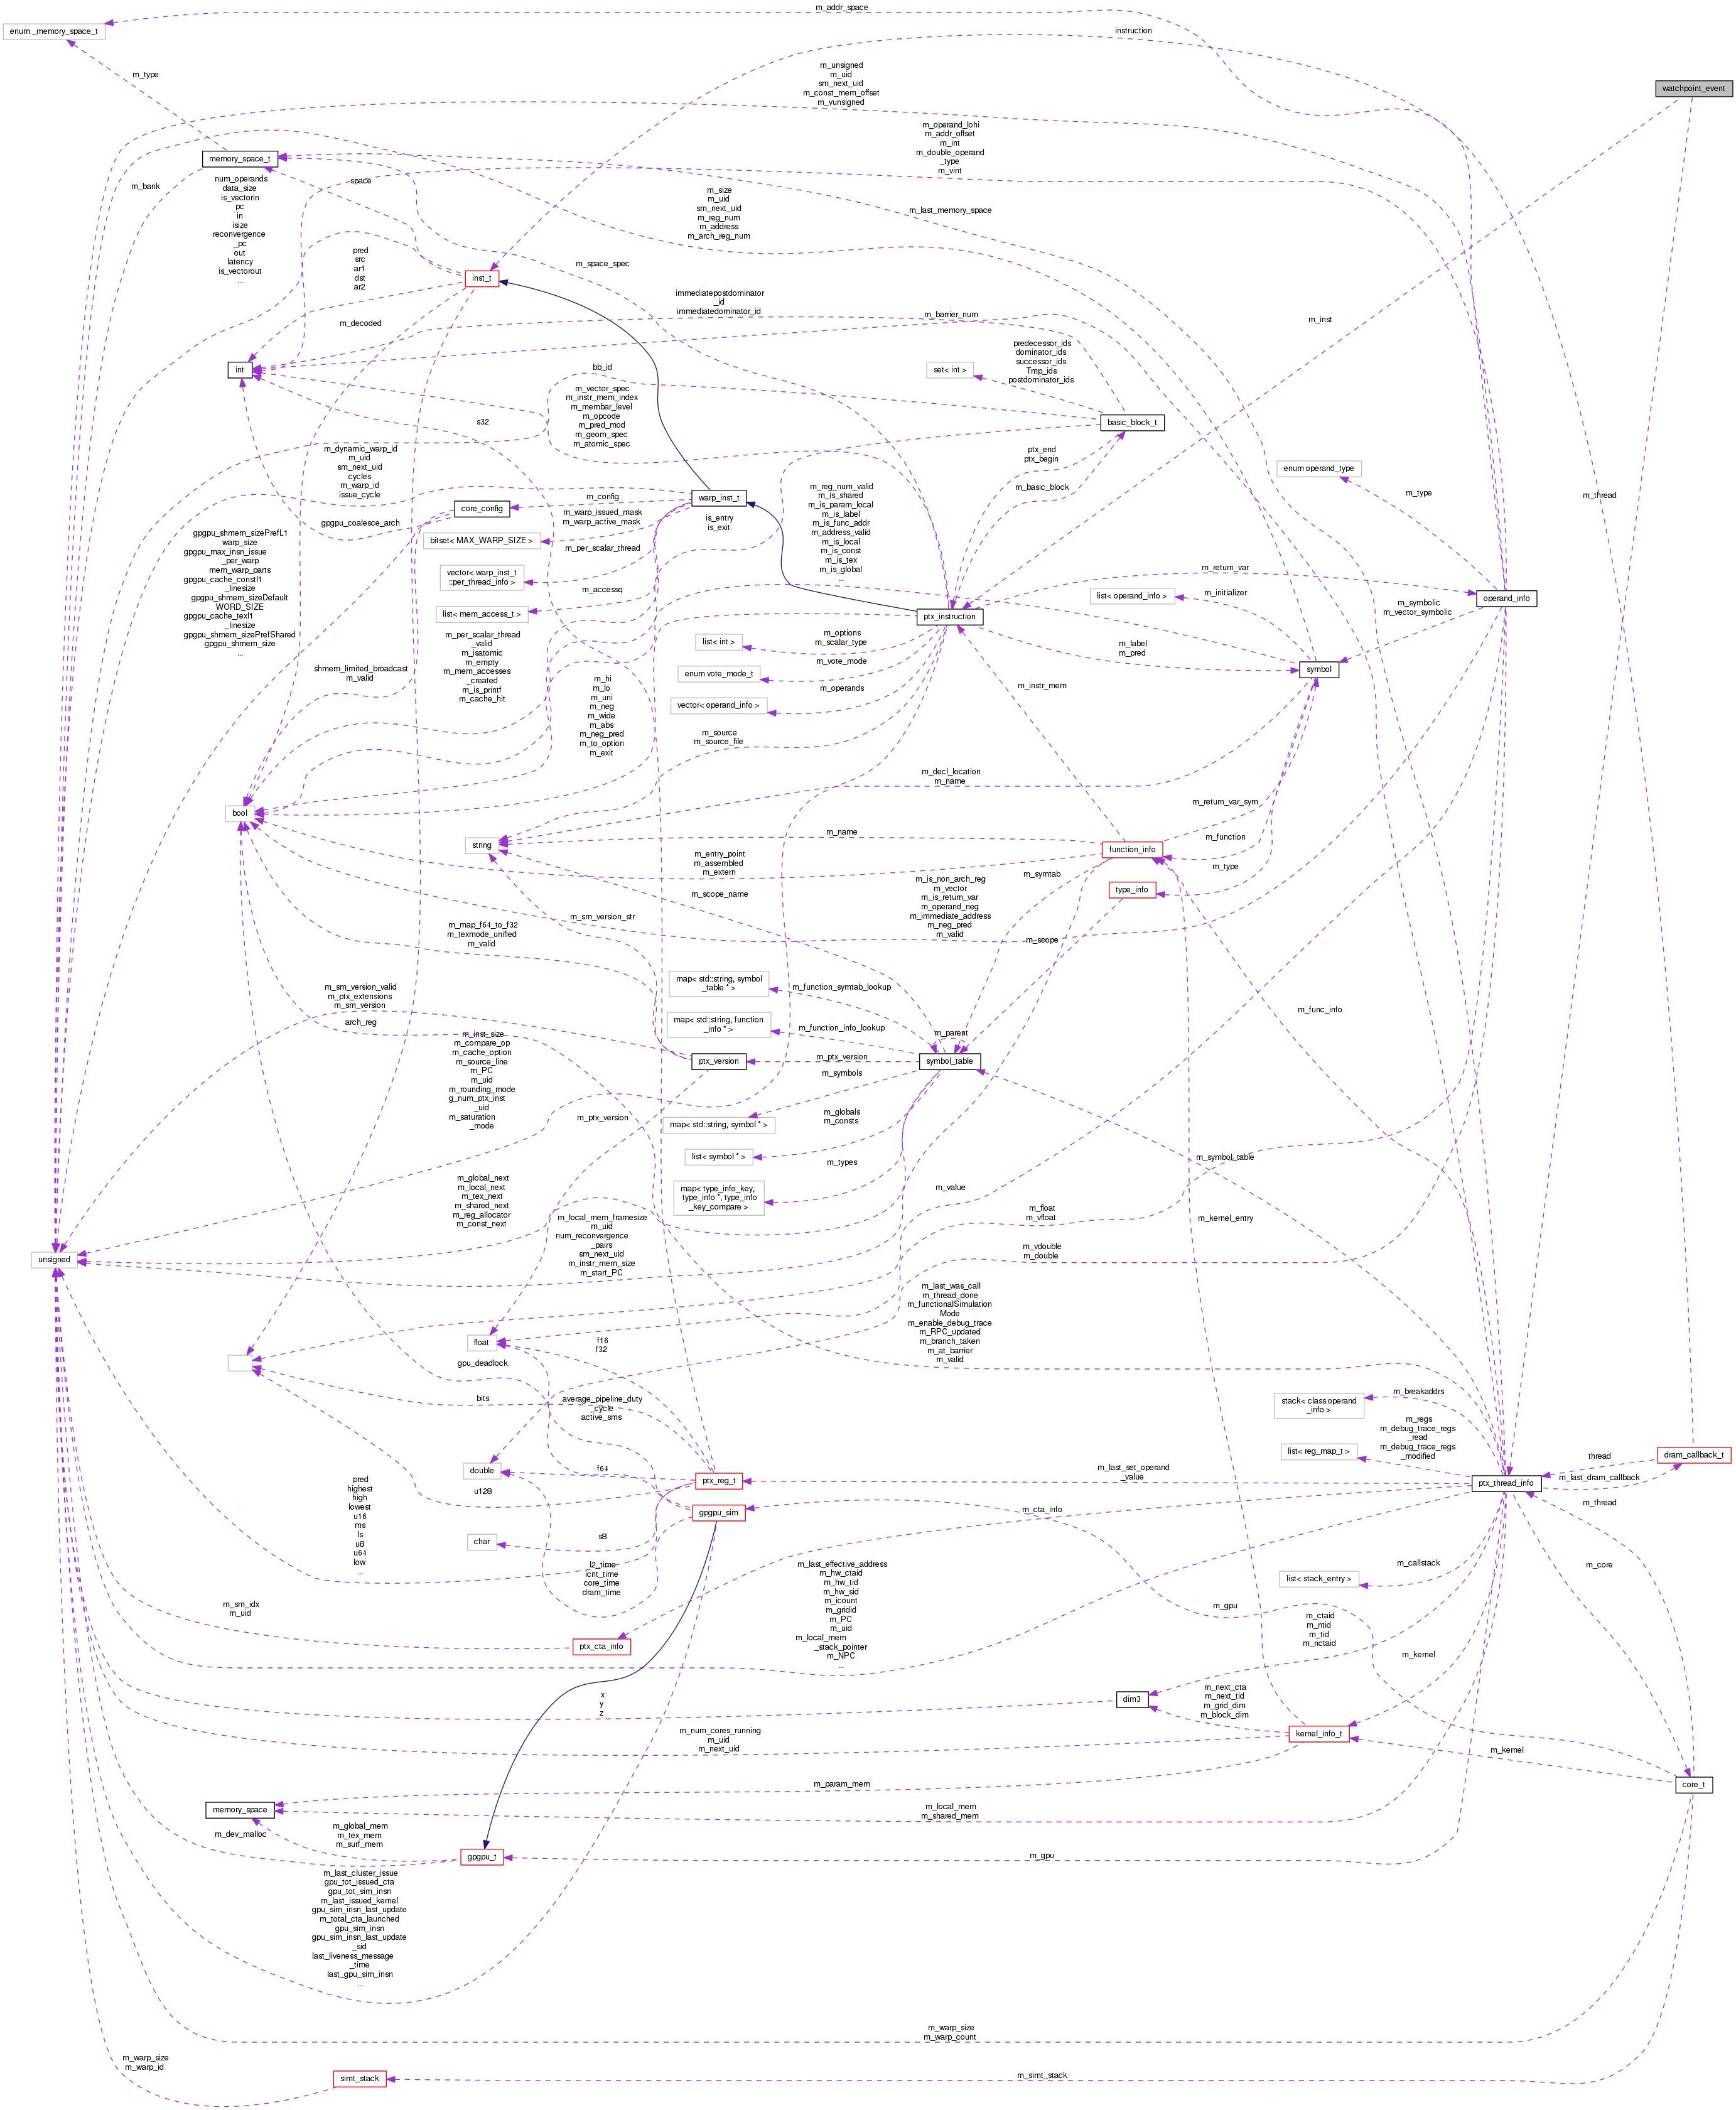 m_addr_space
enum _memory_space_t
instruction
m_type
m_unsigned
m_uid
sm_next_uid
m_const_mem_offset
m_vunsigned
watchpoint_event
m_operand_lohi
m_addr_offset
m_int
m_double_operand
_type
m_vint
memory_space_t
m_bank
num_operands
data_size
is_vectorin
pc
in
isize
reconvergence
_pc
out
latency
is_vectorout
...
space
m_size
m_uid
sm_next_uid
m_reg_num
m_address
m_arch_reg_num
m_last_memory_space
pred
src
ar1
dst
ar2
inst_t
m_space_spec
m_decoded
immediatepostdominator
_id
immediatedominator_id
m_barrier_num
m_inst
int
bb_id
set< int >
predecessor_ids
dominator_ids
successor_ids
Tmp_ids
postdominator_ids
m_vector_spec
m_instr_mem_index
m_membar_level
m_opcode
m_pred_mod
m_geom_spec
m_atomic_spec
s32
basic_block_t
m_dynamic_warp_id
m_uid
sm_next_uid
cycles
m_warp_id
issue_cycle
ptx_end
ptx_begin
enum operand_type
m_basic_block
m_type
m_thread
warp_inst_t
m_config
core_config
gpgpu_coalesce_arch
m_warp_issued_mask
m_warp_active_mask
is_entry
is_exit
bitset< MAX_WARP_SIZE >
m_reg_num_valid
m_is_shared
m_is_param_local
m_is_label
m_is_func_addr
m_address_valid
m_is_local
m_is_const
m_is_tex
m_is_global
...
gpgpu_shmem_sizePrefL1
warp_size
gpgpu_max_insn_issue
_per_warp
mem_warp_parts
gpgpu_cache_constl1
_linesize
gpgpu_shmem_sizeDefault
WORD_SIZE
gpgpu_cache_texl1
_linesize
gpgpu_shmem_sizePrefShared
gpgpu_shmem_size
...
m_per_scalar_thread
vector< warp_inst_t
::per_thread_info >
m_accessq
list< mem_access_t >
m_return_var
operand_info
list< operand_info >
m_initializer
m_symbolic
m_vector_symbolic
ptx_instruction
m_per_scalar_thread
_valid
m_isatomic
m_empty
m_mem_accesses
_created
m_is_printf
m_cache_hit
list< int >
m_options
m_scalar_type
m_label
m_pred
shmem_limited_broadcast
m_valid
enum vote_mode_t
m_vote_mode
symbol
m_hi
m_lo
m_uni
m_neg
m_wide
m_abs
m_neg_pred
m_to_option
m_exit
m_operands
vector< operand_info >
m_instr_mem
m_source
m_source_file
m_decl_location
m_name
bool
m_return_var_sym
string
m_name
m_function
function_info
m_entry_point
m_assembled
m_extern
m_symtab
m_type
type_info
m_is_non_arch_reg
m_vector
m_is_return_var
m_operand_neg
m_immediate_address
m_neg_pred
m_valid
m_scope_name
m_sm_version_str
m_map_f64_to_f32
m_texmode_unified
m_valid
m_scope
map< std::string, symbol
_table * >
m_function_symtab_lookup
m_sm_version_valid
m_ptx_extensions
m_sm_version
m_func_info
arch_reg
map< std::string, function
_info * >
m_function_info_lookup
m_parent
m_inst_size
m_compare_op
m_cache_option
m_source_line
m_PC
m_uid
m_rounding_mode
g_num_ptx_inst
_uid
m_saturation
_mode
ptx_version
m_ptx_version
symbol_table
m_symbols
m_ptx_version
map< std::string, symbol * >
m_globals
m_consts
list< symbol * >
m_symbol_table
m_types
map< type_info_key,
type_info *, type_info
_key_compare >
m_value
m_global_next
m_local_next
m_tex_next
m_shared_next
m_reg_allocator
m_const_next
m_float
m_vfloat
m_kernel_entry
m_local_mem_framesize
m_uid
num_reconvergence
_pairs
sm_next_uid
m_instr_mem_size
m_start_PC
unsigned
m_vdouble
m_double
m_last_was_call
m_thread_done
m_functionalSimulation
Mode
m_enable_debug_trace
m_RPC_updated
m_branch_taken
m_at_barrier
m_valid
float
f16
f32
gpu_deadlock
bits
average_pipeline_duty
_cycle
active_sms
m_breakaddrs
stack< class operand
_info >
m_regs
m_debug_trace_regs
_read
m_debug_trace_regs
_modified
list< reg_map_t >
thread
dram_callback_t
double
f64
ptx_reg_t
m_last_set_operand
_value
ptx_thread_info
m_last_dram_callback
u128
pred
highest
high
lowest
u16
ms
ls
u8
u64
low
...
m_thread
gpgpu_sim
m_cta_info
char
s8
l2_time
icnt_time
core_time
dram_time
m_last_effective_address
m_hw_ctaid
m_hw_tid
m_hw_sid
m_icount
m_gridid
m_PC
m_uid
m_local_mem
_stack_pointer
m_NPC
...
m_callstack
m_core
list< stack_entry >
m_sm_idx
m_uid
m_gpu
m_ctaid
m_ntid
m_tid
m_nctaid
ptx_cta_info
m_kernel
x
y
z
dim3
m_next_cta
m_next_tid
m_grid_dim
m_block_dim
m_num_cores_running
m_uid
m_next_uid
kernel_info_t
m_kernel
m_param_mem
core_t
memory_space
m_local_mem
m_shared_mem
m_dev_malloc
m_global_mem
m_tex_mem
m_surf_mem
gpgpu_t
m_gpu
m_last_cluster_issue
gpu_tot_issued_cta
gpu_tot_sim_insn
m_last_issued_kernel
gpu_sim_insn_last_update
m_total_cta_launched
gpu_sim_insn
gpu_sim_insn_last_update
_sid
last_liveness_message
_time
last_gpu_sim_insn
...
m_warp_size
m_warp_count
m_warp_size
m_warp_id
simt_stack
m_simt_stack